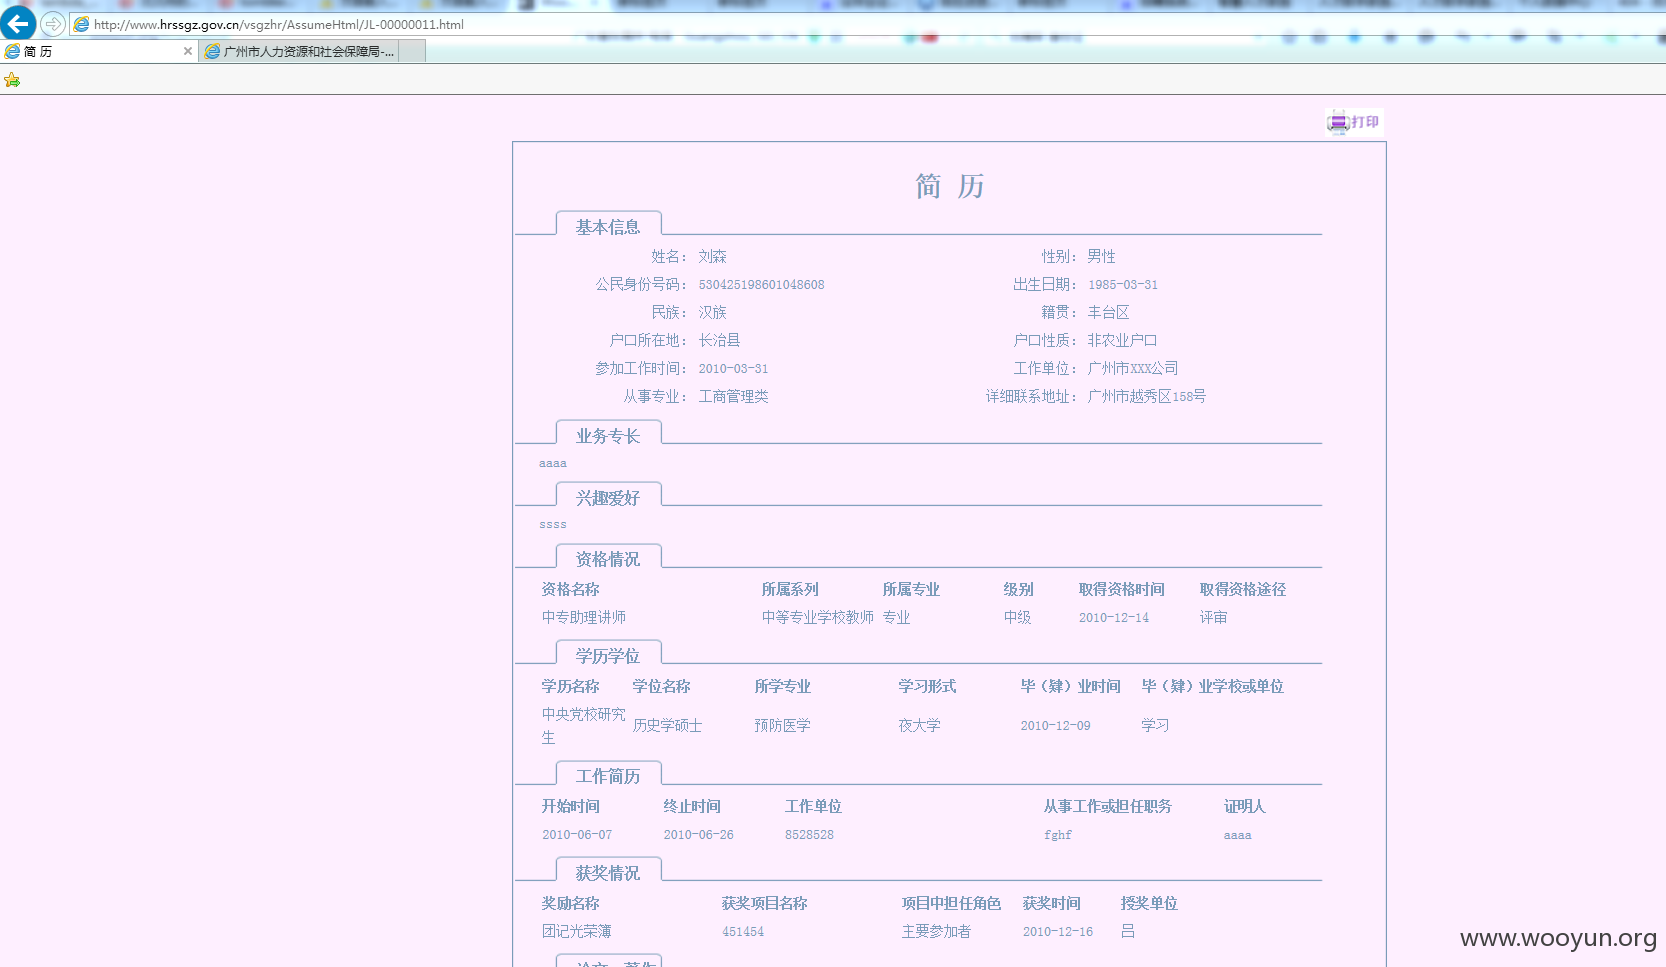 http://www.hrssgz.gov.cn/vsgzhr/AssumeHtml/JL-00000011.html
简 历
广州市人力资源和社会保障局-...
打印
简 历
基本信息
姓名： 刘森 性别： 男性
公民身份号码： 530425198601048608 出生日期： 1985-03-31
民族： 汉族 籍贯： 丰台区
户口所在地： 长治县 户口性质： 非农业户口
参加工作时间： 2010-03-31 工作单位： 广州市XXX公司
从事专业： 工商管理类 详细联系地址： 广州市越秀区158号
业务专长
aaaa
兴趣爱好
ssss
资格情况
资格名称 所属系列 所属专业 级别 取得资格时间 取得资格途径
中专助理讲师 中等专业学校教师 专业 中级 2010-12-14 评审
学历学位
学历名称 学位名称 所学专业 学习形式 毕（肄）业时间 毕（肄）业学校或单位
中央党校研究生 历史学硕士 预防医学 夜大学 2010-12-09 学习
工作简历
开始时间 终止时间 工作单位 从事工作或担任职务 证明人
2010-06-07 2010-06-26 8528528 fghf aaaa
获奖情况
奖励名称 获奖项目名称 项目中担任角色 获奖时间 授奖单位
团记光荣簿 451454 主要参加者 2010-12-16 吕
www.wooyun.org